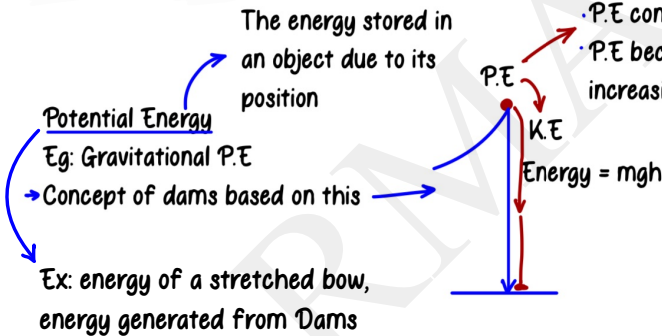 The energy stored in
an object due to its
position
Potential Energy
Eg: Gravitational P.E
Concept of dams based on this
Ex: energy of a stretched bow,
energy generated from Dams
P.E
P.E
K.E
Energy = mgh
P.E